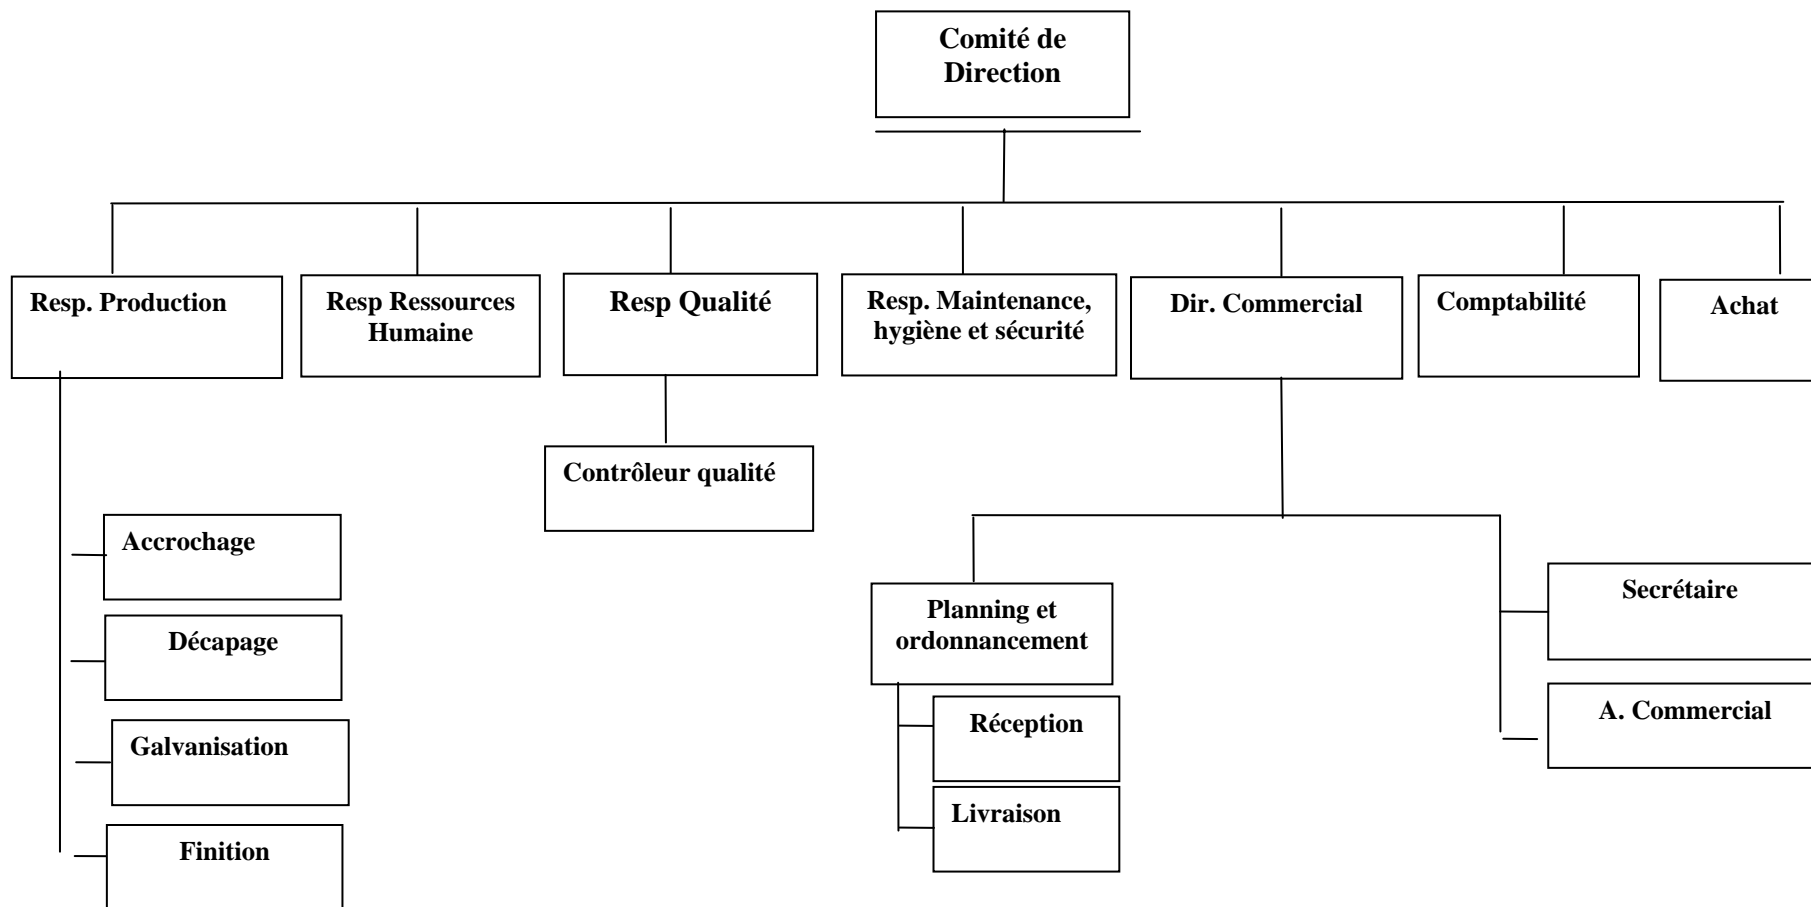 Comité de
Direction
Resp. Production
Resp Ressources
Humaine
Resp Qualité
Resp. Maintenance,
hygiène et sécurité
Dir. Commercial
Comptabilité
Achat
Contrôleur qualité
Accrochage
Décapage
Galvanisation
Finition
Planning et
ordonnancement
Réception
Livraison
Secrétaire
A. Commercial